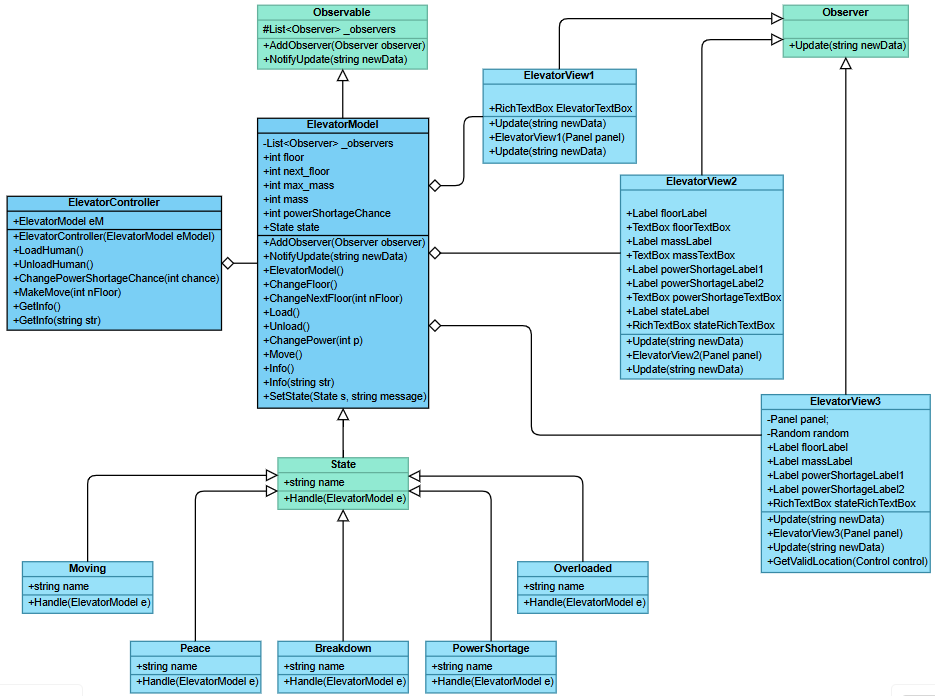 Observable
#List<Observer> _observers
+AddObserver(Observer observer)
+NotifyUpdate(string newData)
Observer
+Update(string newData)
ElevatorView1
+RichTextBox ElevatorTextBox
+Update(string newData)
+ElevatorView1(Panel panel)
+Update(string newData)
ElevatorModel
-List<Observer> _observers
+int floor
+int next_floor
+int max_mass
+int mass
+int powerShortageChance
+State state
+AddObserver(Observer observer)
+NotifyUpdate(string newData)
+ElevatorModel()
+ChangeFloor()
+ChangeNextFloor(int nFloor)
+Load()
+Unload()
+ChangePower(int p)
+Move()
+Info()
+Info(string str)
+SetState(State s, string message)
ElevatorView2
+Label floorLabel
+TextBox floorTextBox
+Label massLabel
+TextBox massTextBox
+Label powerShortageLabel1
+Label powerShortageLabel2
+TextBox powerShortageTextBox
+Label stateLabel
+RichTextBox stateRichTextBox
+Update(string newData)
+ElevatorView2(Panel panel)
+Update(string newData)
ElevatorController
+ElevatorModel eM
+ElevatorController(ElevatorModel eModel)
+LoadHuman()
+UnloadHuman()
+ChangePowerShortageChance(int chance)
+MakeMove(int nFloor)
+GetInfo()
+GetInfo(string str)
ElevatorView3
-Panel panel;
-Random random
+Label floorLabel
+Label massLabel
+Label powerShortageLabel1
+Label powerShortageLabel2
+RichTextBox stateRichTextBox
+Update(string newData)
+ElevatorView3(Panel panel)
+Update(string newData)
+GetValidLocation(Control control)
State
+string name
+Handle(ElevatorModel e)
Moving
+string name
+Handle(ElevatorModel e)
Overloaded
+string name
+Handle(ElevatorModel e)
Peace
+string name
+Handle(ElevatorModel e)
Breakdown
+string name
+Handle(ElevatorModel e)
PowerShortage
+string name
+Handle(ElevatorModel e)